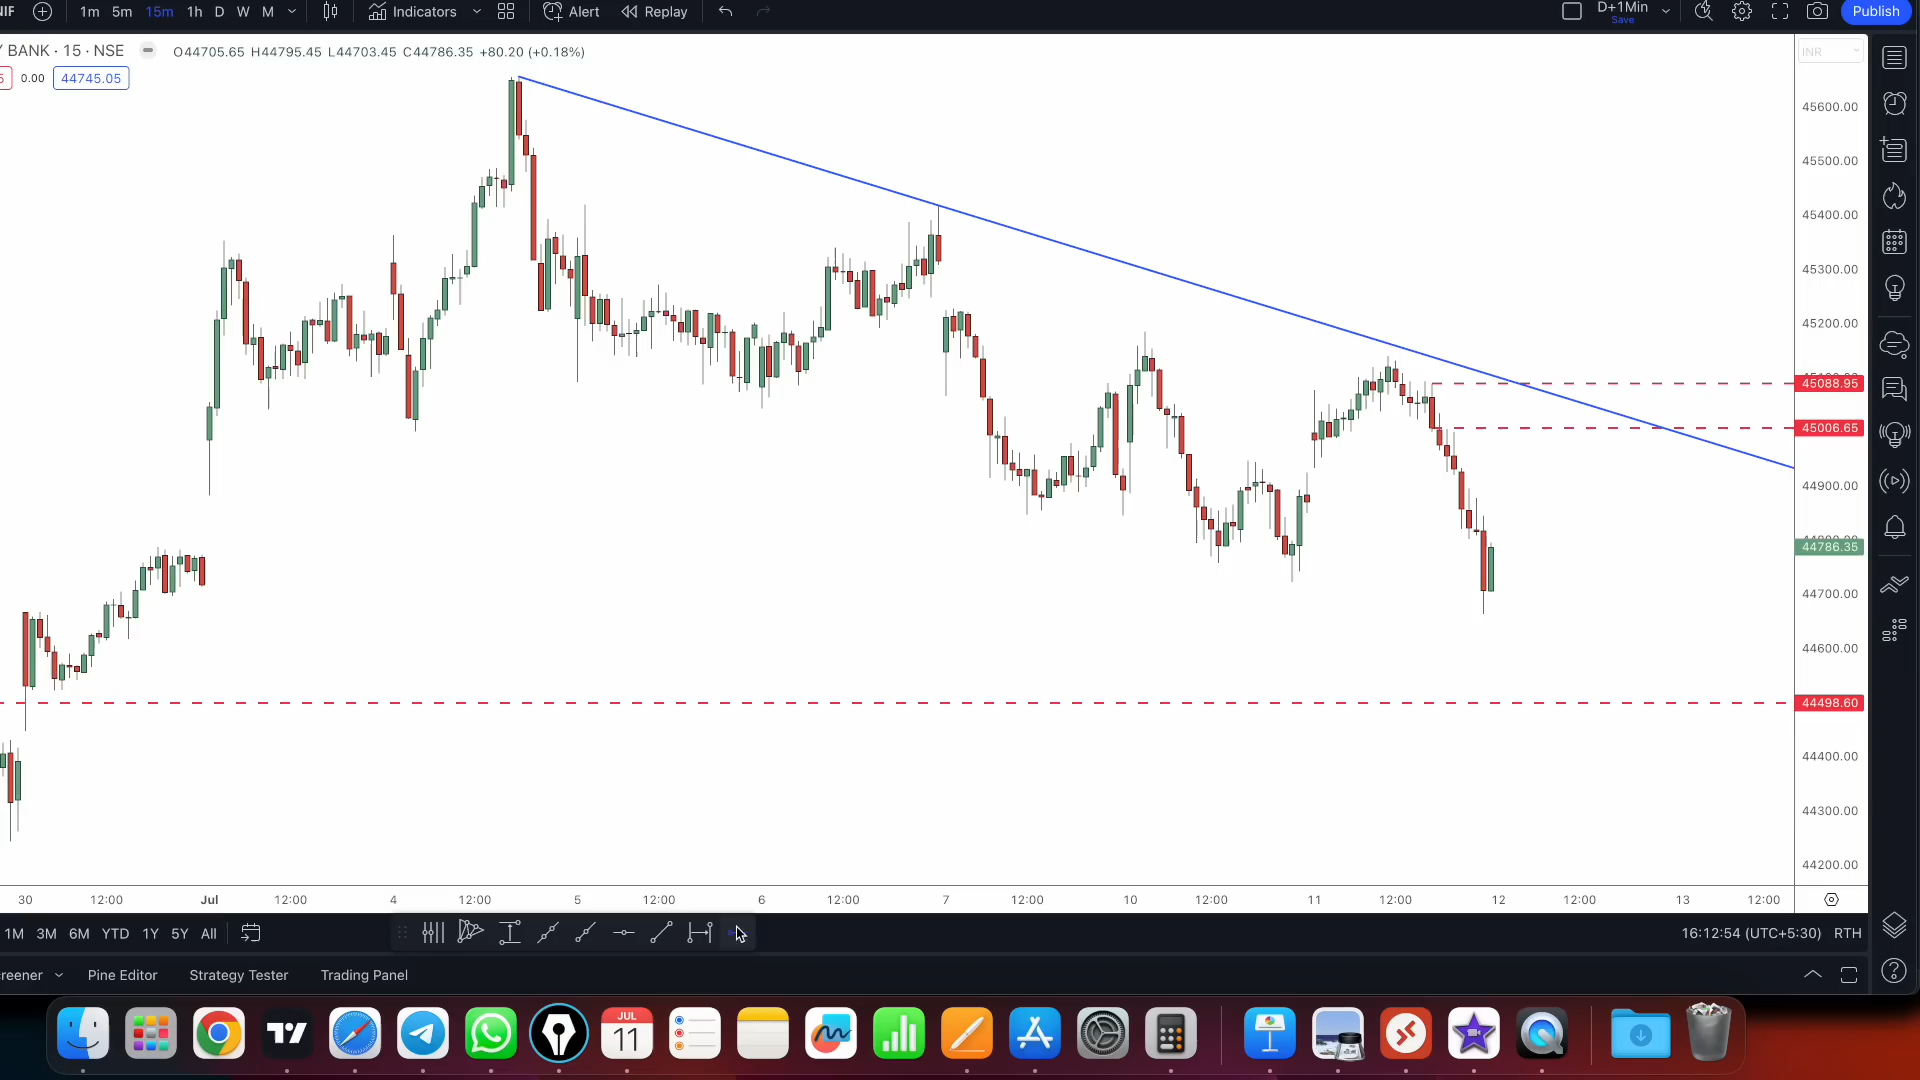 NIF 1m 5m 15m 1h D W M Indicators Alert Replay D+1Min Save Publish
Y BANK · 15 · NSE O44705.65 H44795.45 L44703.45 C44786.35 +80.20 (+0.18%) INR
5 0.00 44745.05
45600.00
45500.00
45400.00
45300.00
45200.00
45088.95
45006.65
44900.00
44786.35
44700.00
44600.00
44498.60
44400.00
44300.00
44200.00
30 12:00 Jul 12:00 4 12:00 5 12:00 6 12:00 7 12:00 10 12:00 11 12:00 12 12:00 13 12:00
1M 3M 6M YTD 1Y 5Y All 16:12:54 (UTC+5:30) RTH
creener Pine Editor Strategy Tester Trading Panel
JUL
11